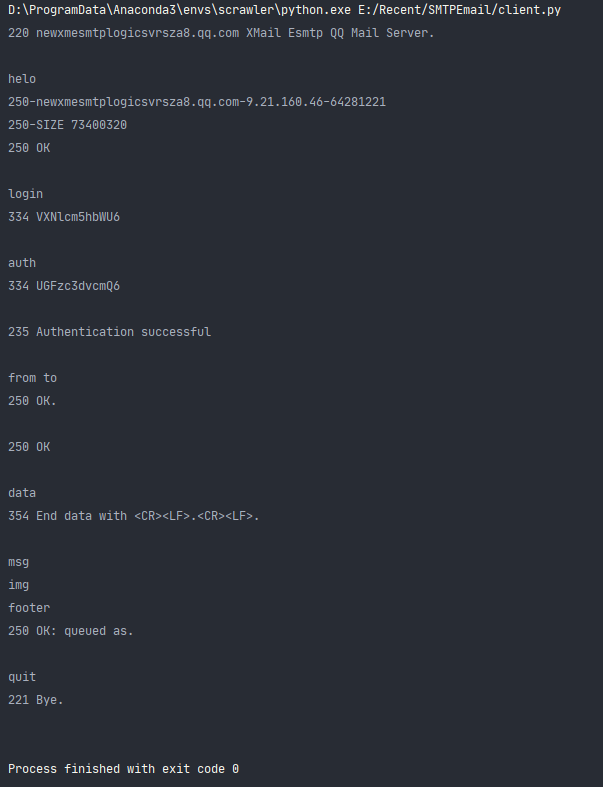 D:\ProgramData\Anaconda3\envs\scrawler\python.exe E:/Recent/SMTPEmail/client.py
220 newxmesmtplogicsvrsza8.qq.com XMail Esmtp QQ Mail Server.
helo
250-newxmesmtplogicsvrsza8.qq.com-9.21.160.46-64281221
250-SIZE 73400320
250 OK
login
334 VXNlcm5hbWU6
auth
334 UGFzc3dvcmQ6
235 Authentication successful
from to
250 OK.
250 OK
data
354 End data with <CR><LF>.<CR><LF>.
msg
img
footer
250 OK: queued as.
quit
221 Bye.
Process finished with exit code 0